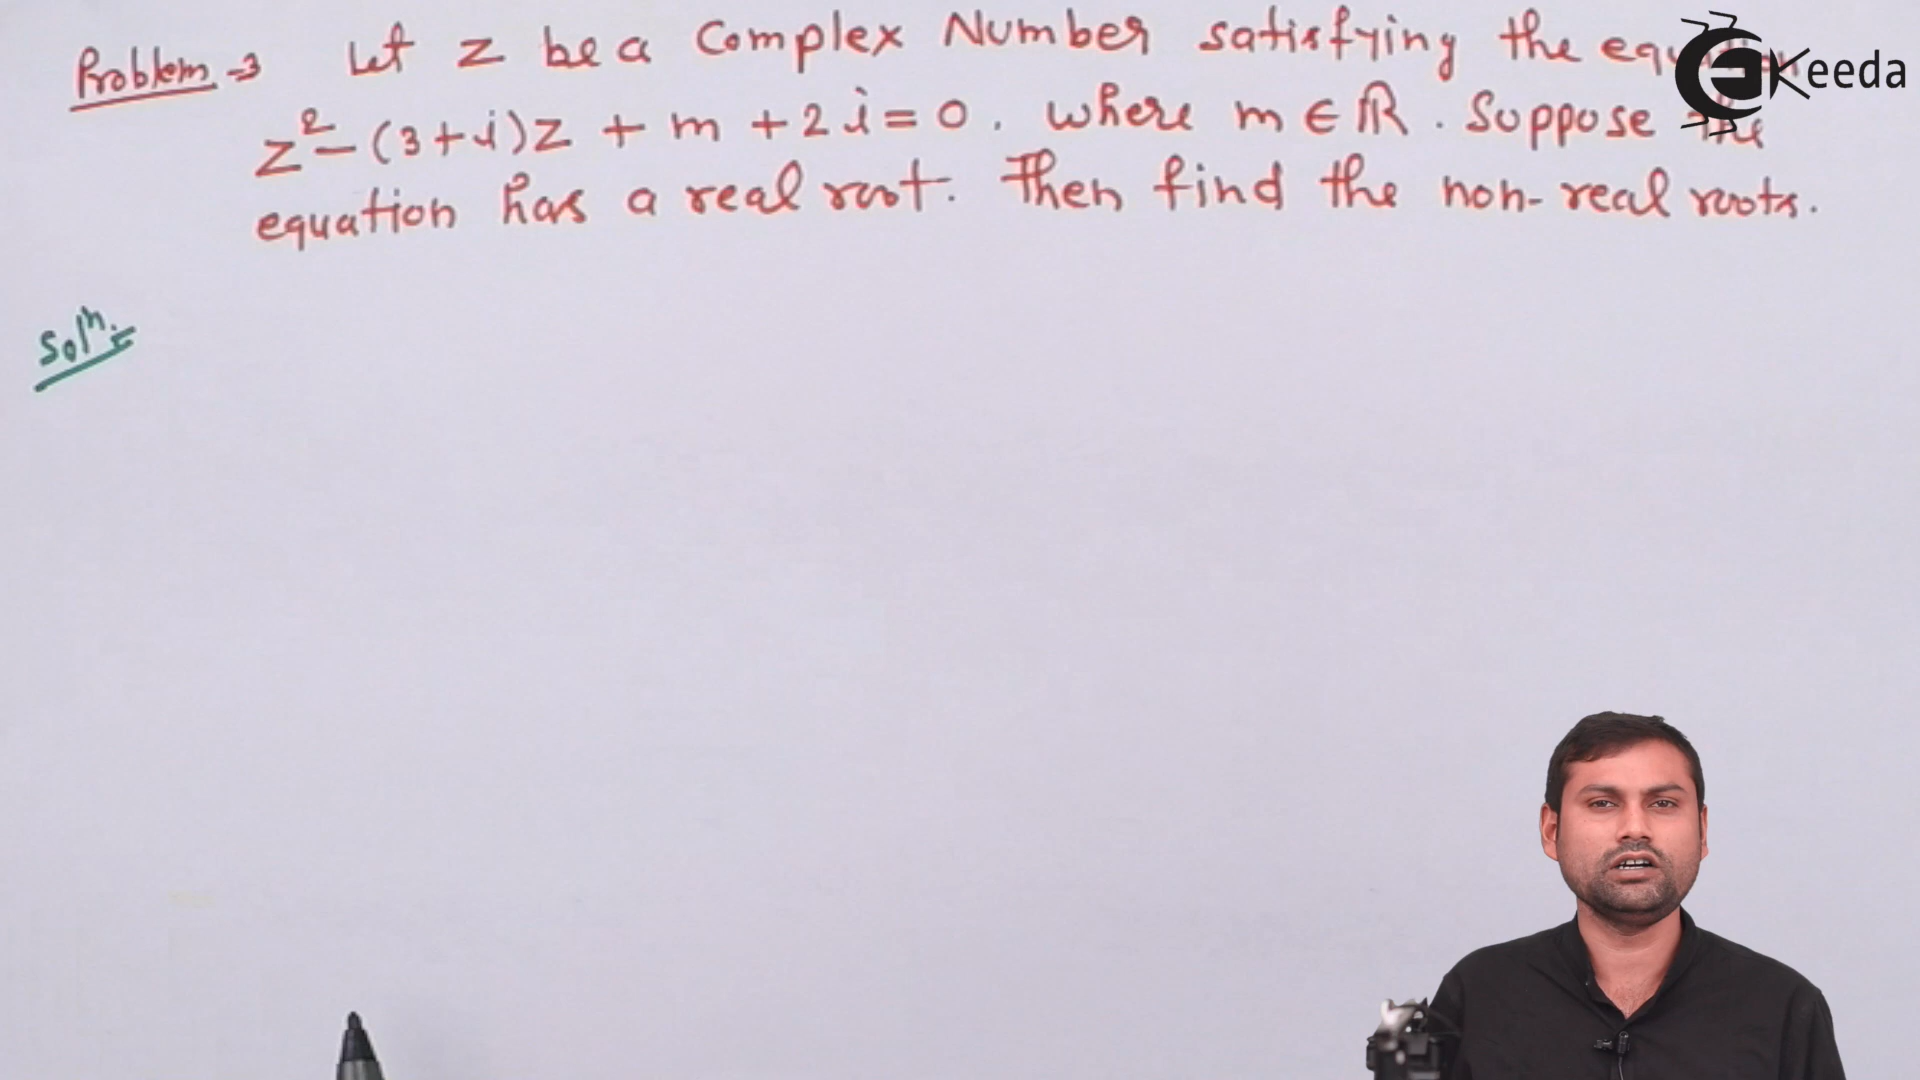 Problem-3 Let z be a Complex Number satisfying the
z²-(3+i)z + m +2i=0. where m∈ℝ. Suppose the
equation has a real root. Then find the non-real roots.
Solⁿ.
Keeda